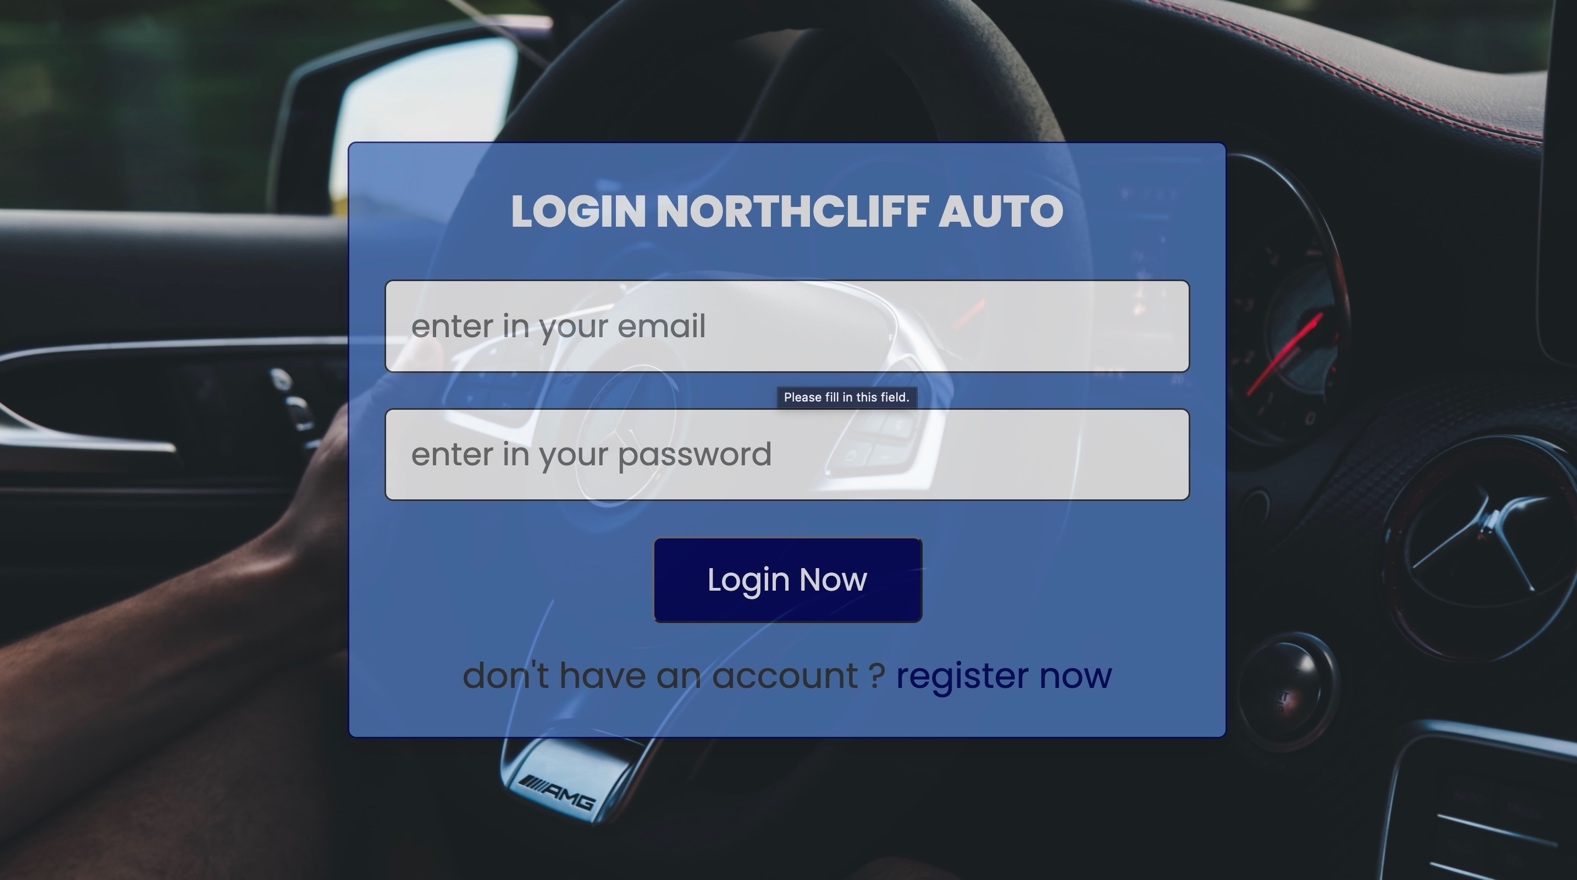 LOGIN NORTHCLIFF AUTO
enter in your email
Please fill in this field.
enter in your password
Login Now
don't have an account ? register now
AMG